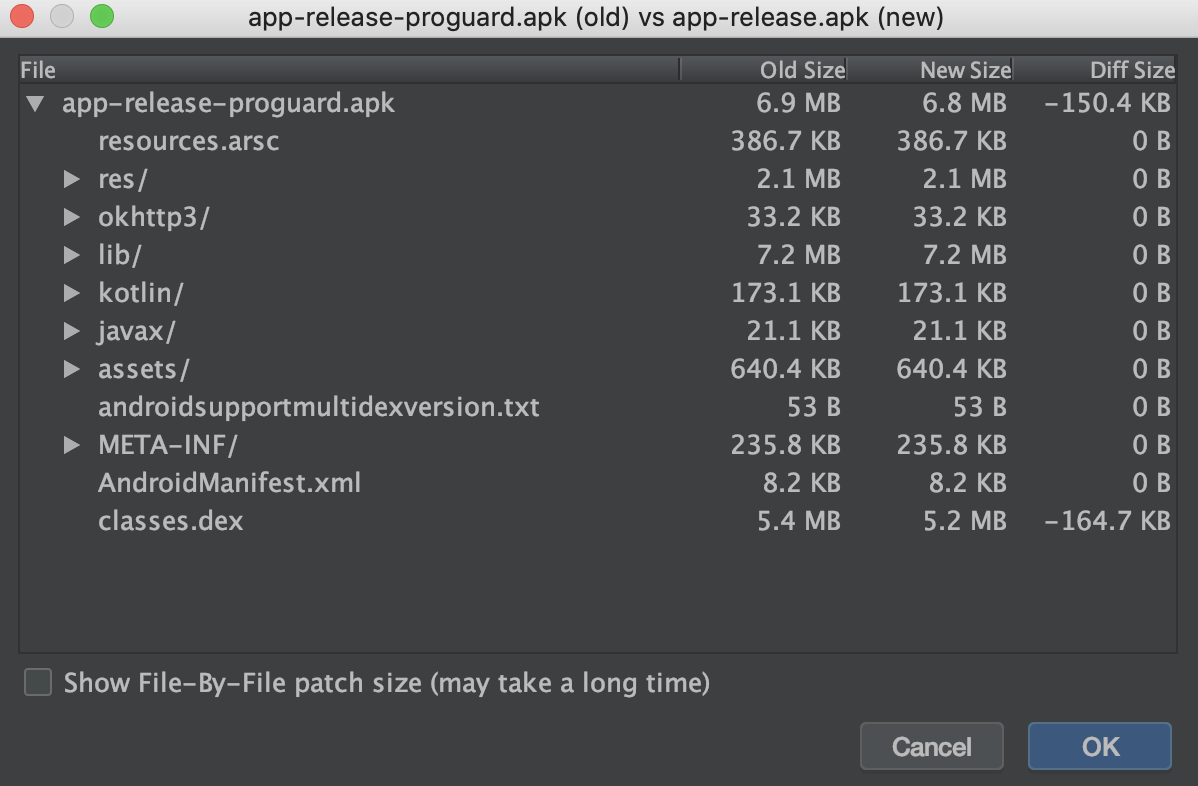 app-release-proguard.apk (old) vs app-release.apk (new)
File Old Size New Size Diff Size
app-release-proguard.apk 6.9 MB 6.8 MB −150.4 KB
resources.arsc 386.7 KB 386.7 KB 0 B
res/ 2.1 MB 2.1 MB 0 B
okhttp3/ 33.2 KB 33.2 KB 0 B
lib/ 7.2 MB 7.2 MB 0 B
kotlin/ 173.1 KB 173.1 KB 0 B
javax/ 21.1 KB 21.1 KB 0 B
assets/ 640.4 KB 640.4 KB 0 B
androidsupportmultidexversion.txt 53 B 53 B 0 B
META-INF/ 235.8 KB 235.8 KB 0 B
AndroidManifest.xml 8.2 KB 8.2 KB 0 B
classes.dex 5.4 MB 5.2 MB −164.7 KB
Show File-By-File patch size (may take a long time)
Cancel OK